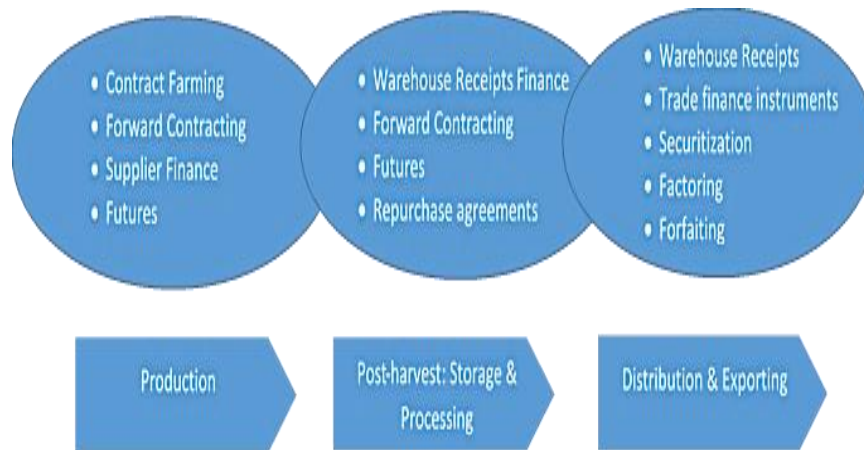 • Contract Farming
• Forward Contracting
• Supplier Finance
• Futures
• Warehouse Receipts Finance
• Forward Contracting
• Futures
• Repurchase agreements
• Warehouse Receipts
• Trade finance instruments
• Securitization
• Factoring
• Forfaiting
Production
Post-harvest: Storage &
Processing
Distribution & Exporting